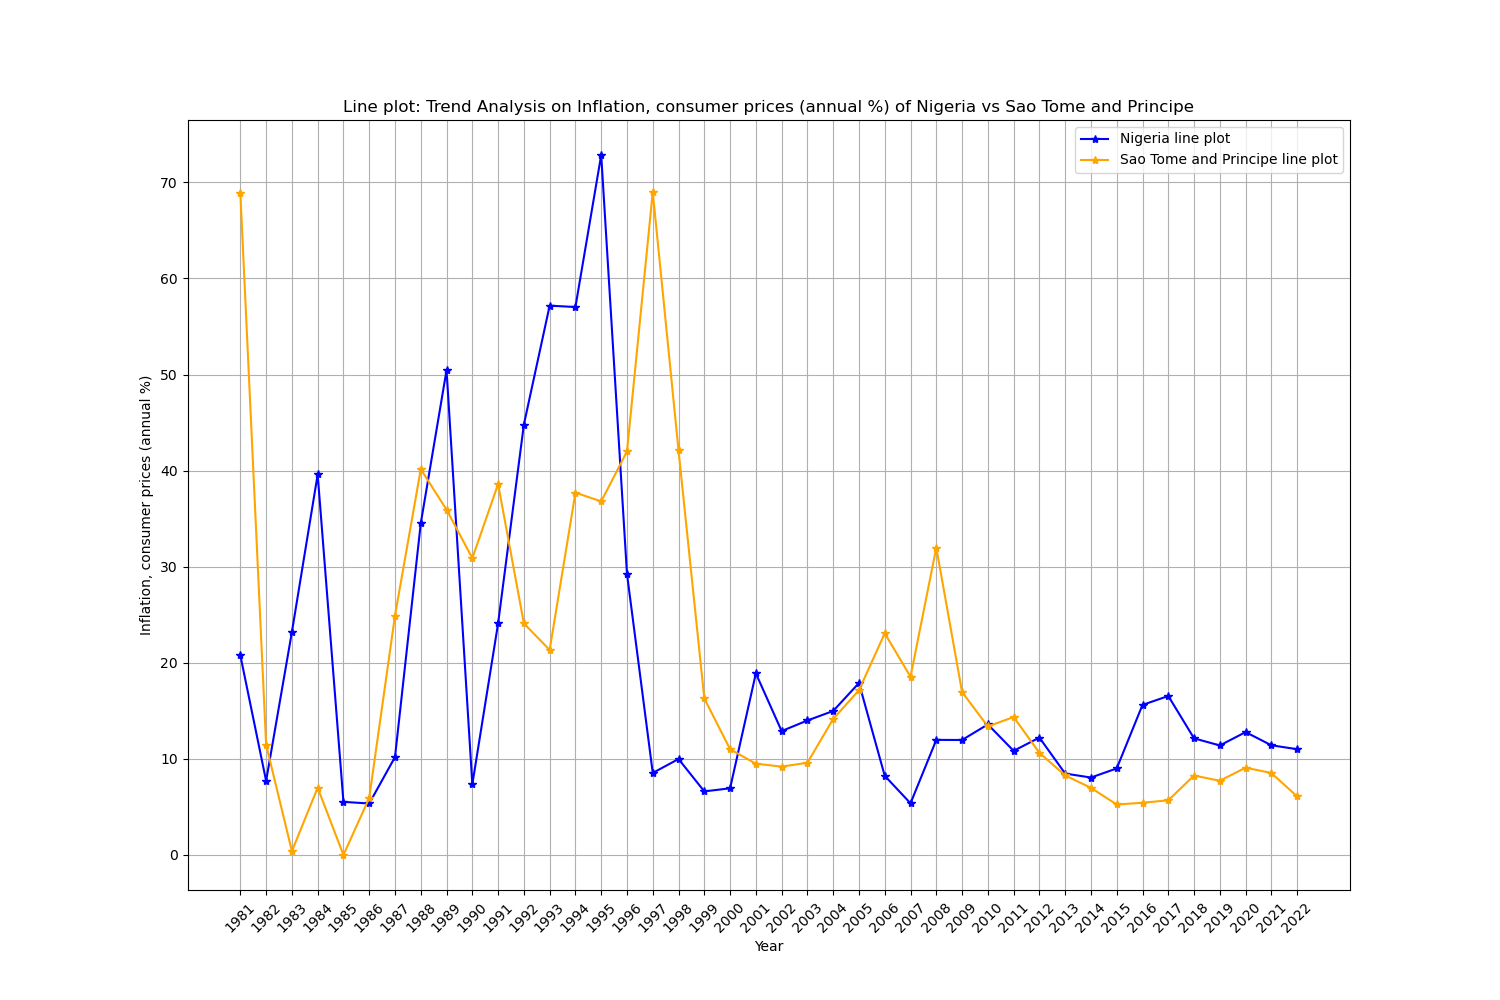 Line plot: Trend Analysis on Inflation, consumer prices (annual %) of Nigeria vs Sao Tome and Principe
Nigeria line plot
Sao Tome and Principe line plot
Inflation, consumer prices (annual %)
70
60
50
40
30
20
10
0
1981 1982 1983 1984 1985 1986 1987 1988 1989 1990 1991 1992 1993 1994 1995 1996 1997 1998 1999 2000 2001 2002 2003 2004 2005 2006 2007 2008 2009 2010 2011 2012 2013 2014 2015 2016 2017 2018 2019 2020 2021 2022
Year